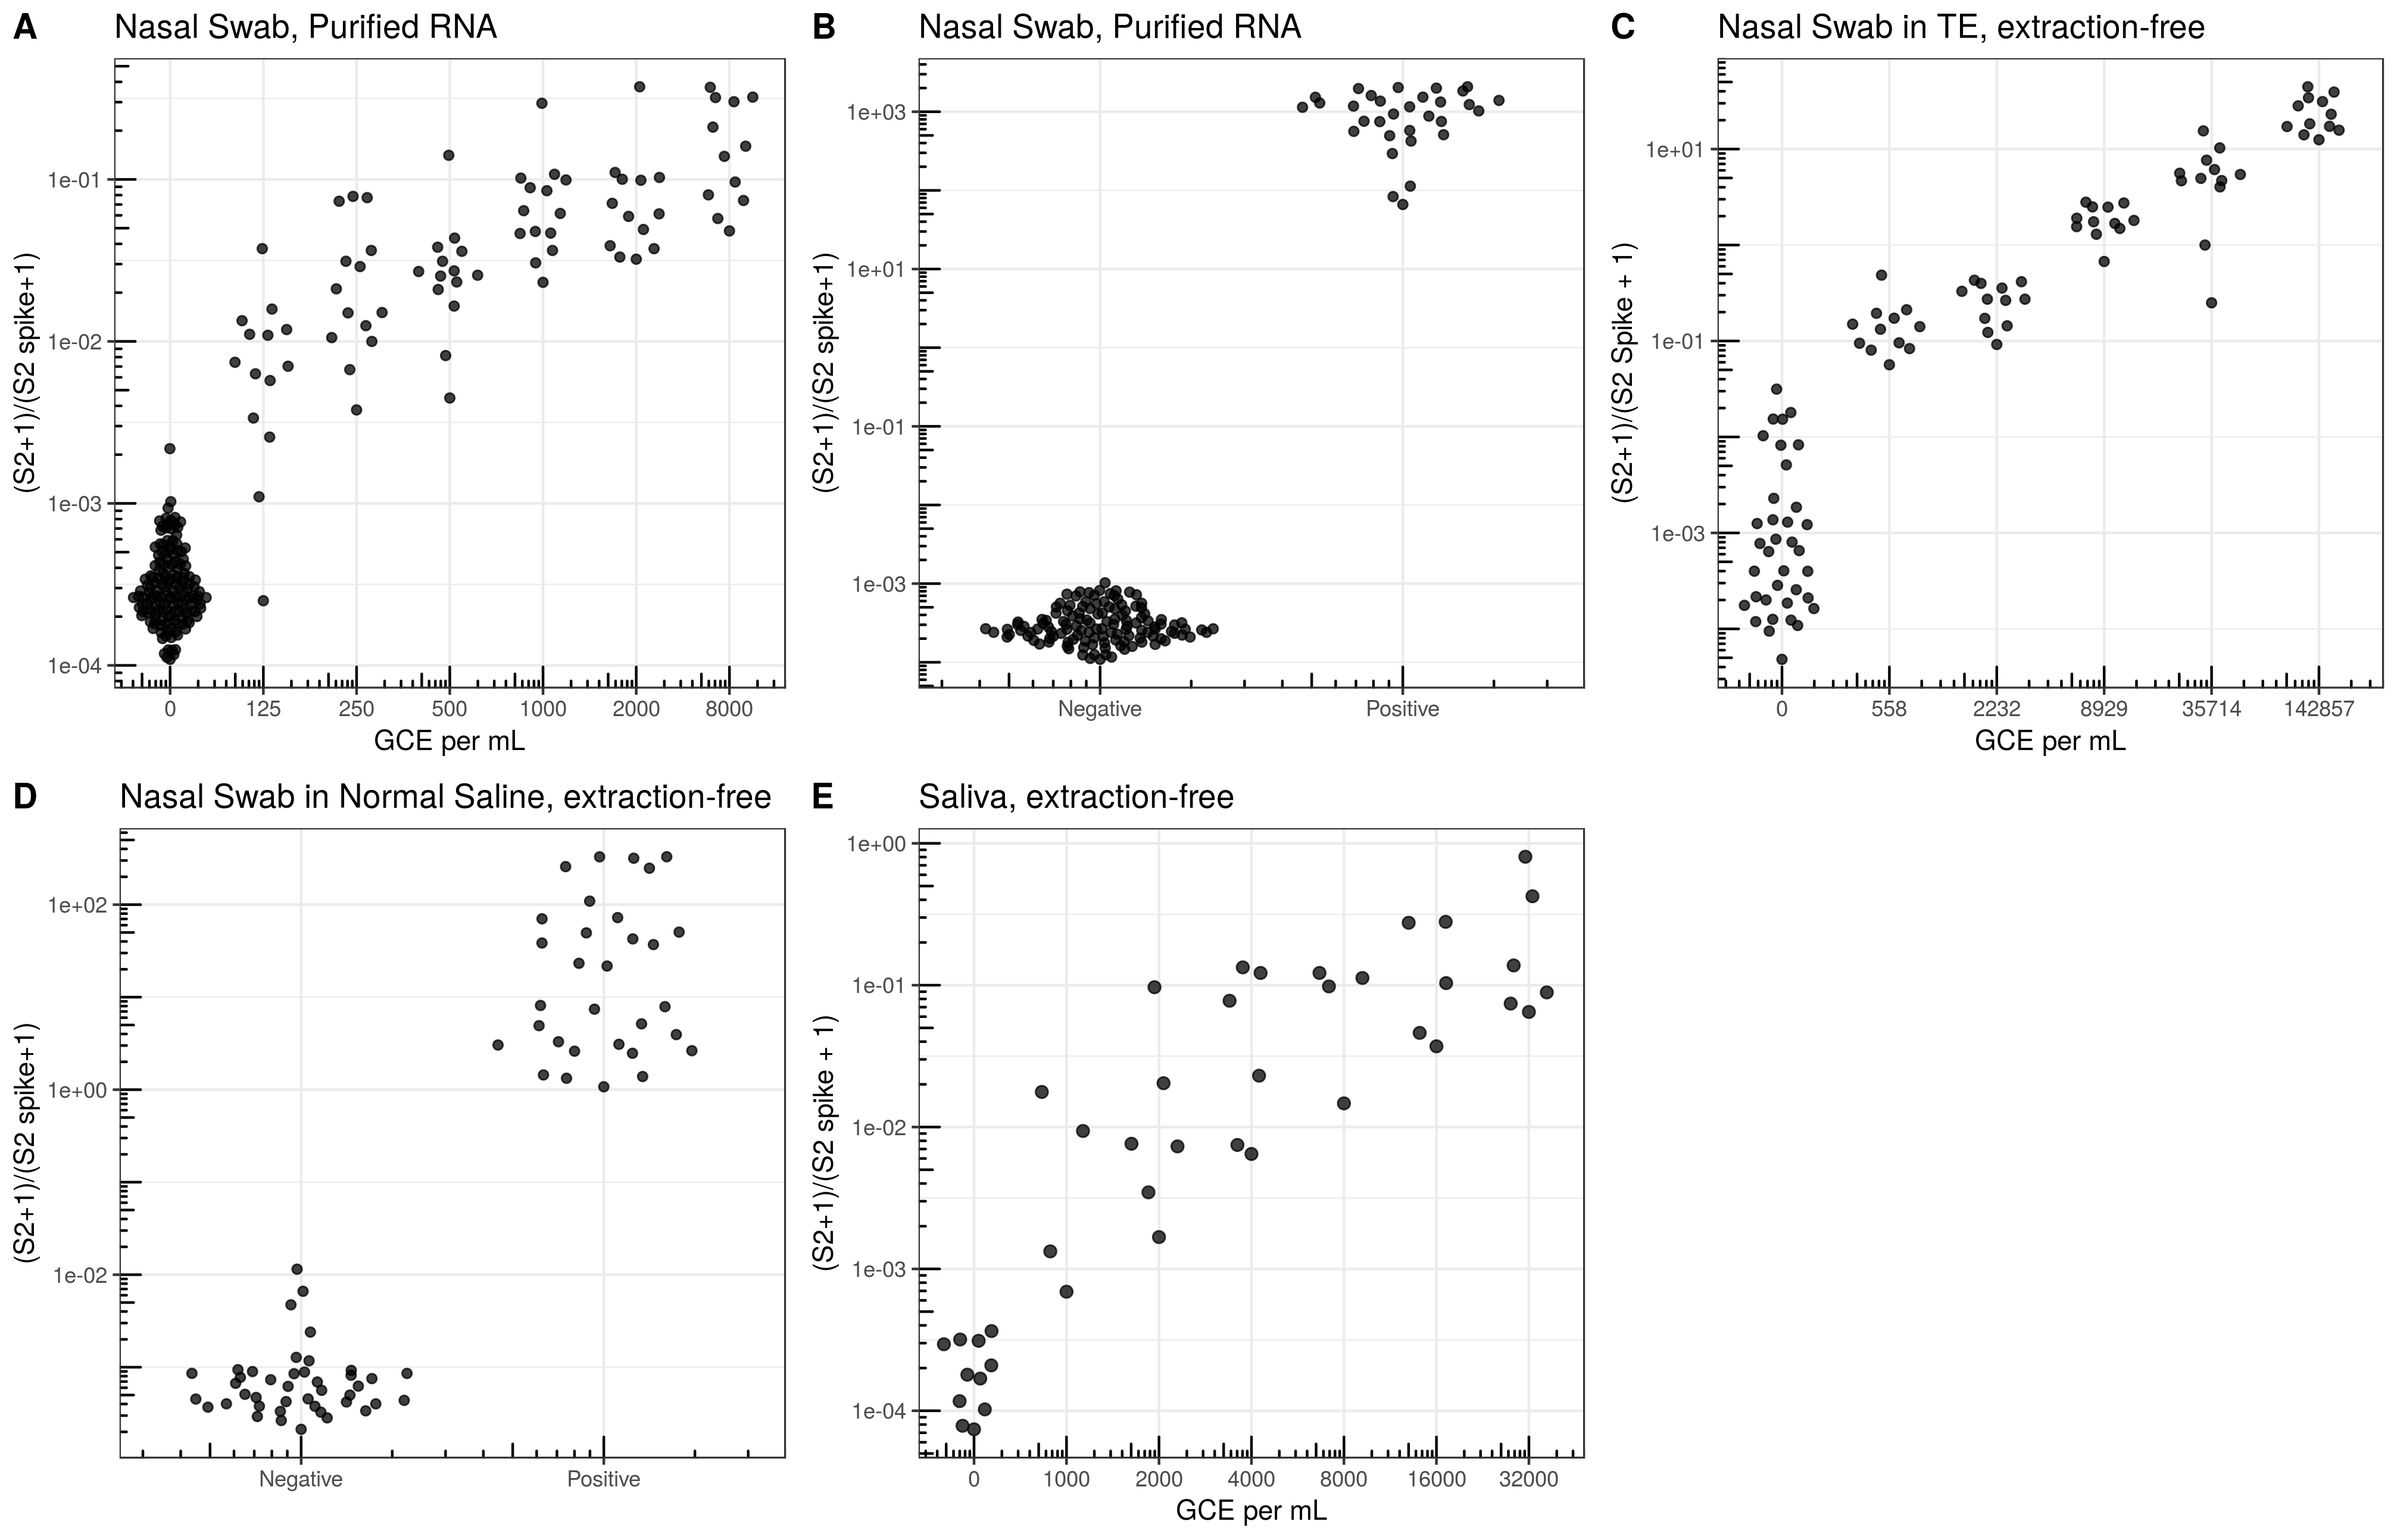 A Nasal Swab, Purified RNA
(S2+1)/(S2 spike+1)
1e-01
1e-02
1e-03
1e-04
0 125 250 500 1000 2000 8000
GCE per mL
B Nasal Swab, Purified RNA
(S2+1)/(S2 spike+1)
1e+03
1e+01
1e-01
1e-03
Negative Positive
C Nasal Swab in TE, extraction-free
(S2+1)/(S2 Spike + 1)
1e+01
1e-01
1e-03
0 558 2232 8929 35714 142857
GCE per mL
D Nasal Swab in Normal Saline, extraction-free
(S2+1)/(S2 spike+1)
1e+02
1e+00
1e-02
Negative Positive
E Saliva, extraction-free
(S2+1)/(S2 spike + 1)
1e+00
1e-01
1e-02
1e-03
1e-04
0 1000 2000 4000 8000 16000 32000
GCE per mL